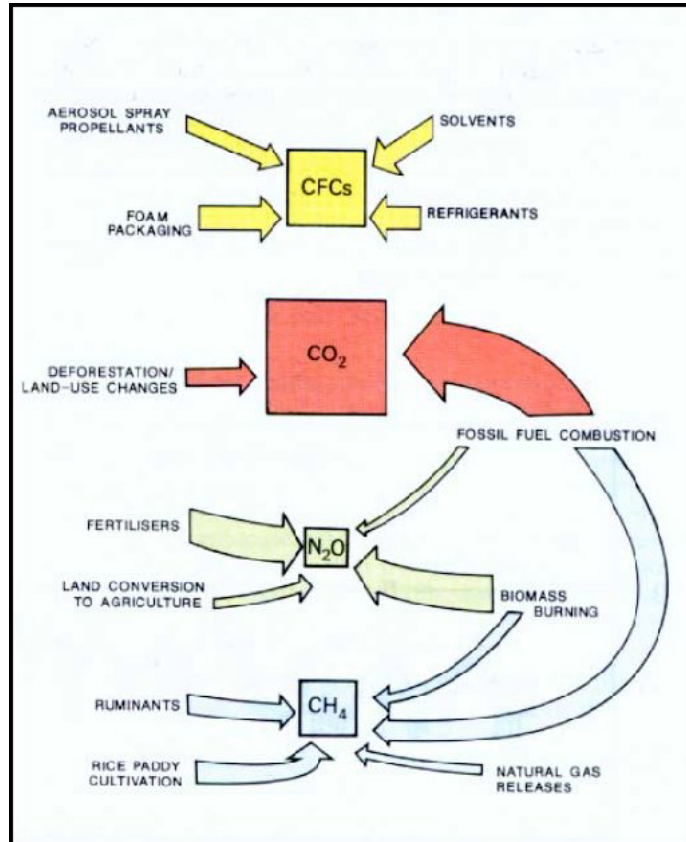 AEROSOL SPRAY
PROPELLANTS
SOLVENTS
CFCs
FOAM
PACKAGING
REFRIGERANTS
CO₂
DEFORESTATION/
LAND-USE CHANGES
FOSSIL FUEL COMBUSTION
FERTILISERS
N₂O
LAND CONVERSION
TO AGRICULTURE
BIOMASS
BURNING
RUMINANTS
CH₄
RICE PADDY
CULTIVATION
NATURAL GAS
RELEASES